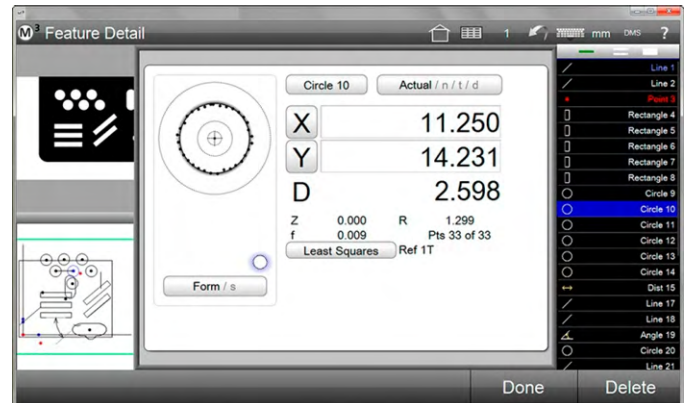 M³ Feature Detail
1
mm
DMS
?
Circle 10
Actual / n / t / d
X 11.250
Y 14.231
D 2.598
Z 0.000 R 1.299
f 0.009 Pts 33 of 33
Least Squares Ref 1T
Form / s
Line 1
Line 2
Point 3
Rectangle 4
Rectangle 5
Rectangle 6
Rectangle 7
Rectangle 8
Circle 9
Circle 10
Circle 11
Circle 12
Circle 13
Circle 14
Dist 15
Line 17
Line 18
Angle 19
Circle 20
Line 21
Done
Delete